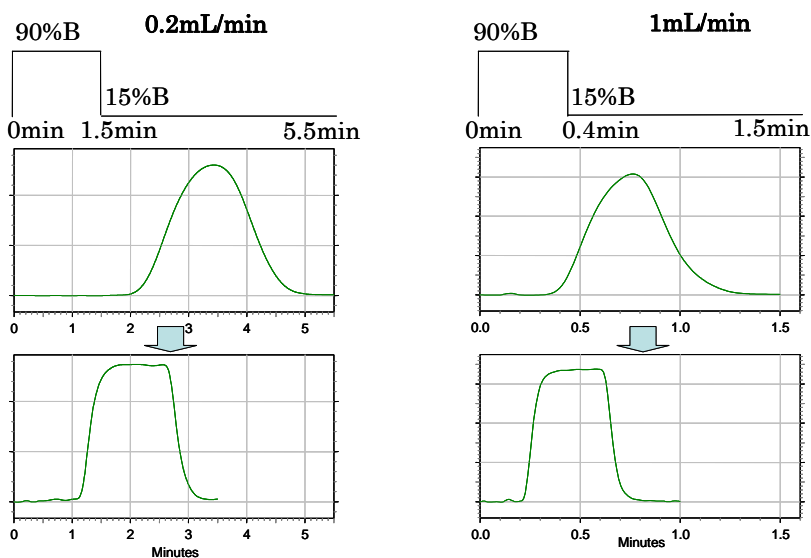 0.2mL/min
90%B
15%B
0min 1.5min 5.5min
0 1 2 3 4 5
0 1 2 3 4 5
Minutes
1mL/min
90%B
15%B
0min 0.4min 1.5min
0.0 0.5 1.0 1.5
0.0 0.5 1.0 1.5
Minutes